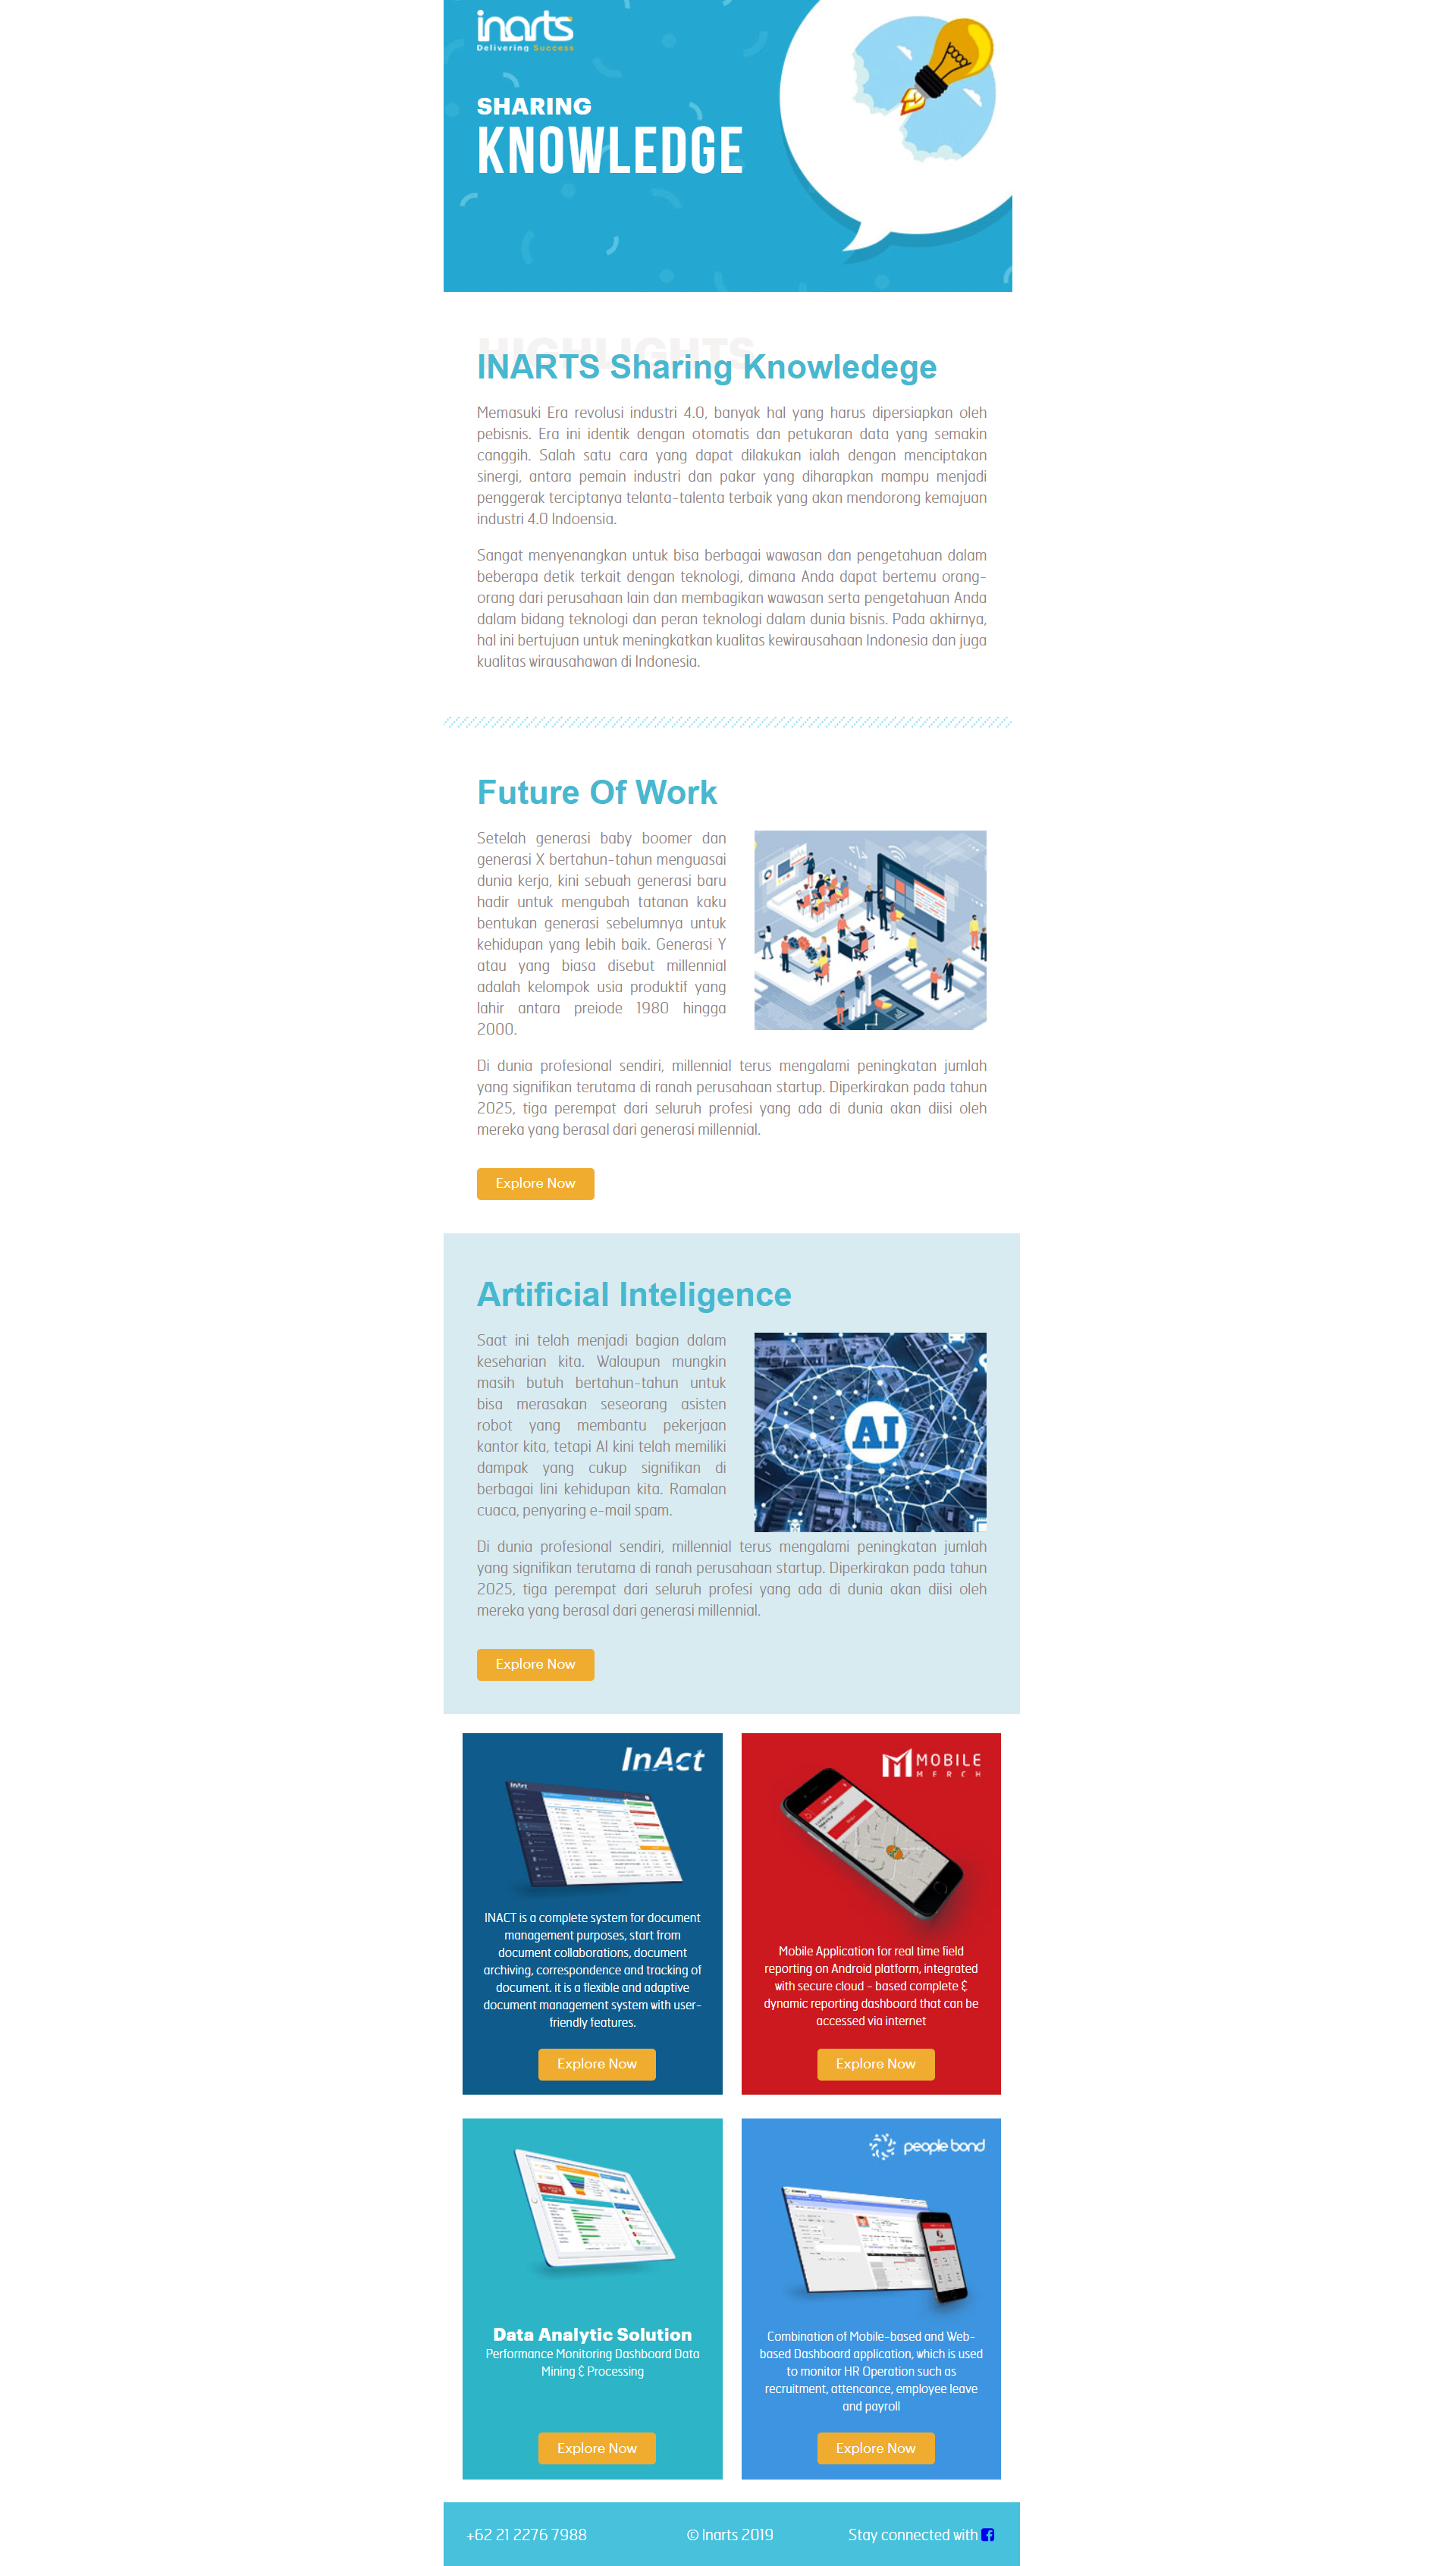 inarts
Delivering Success
SHARING
KNOWLEDGE
HIGHLIGHTS
INARTS Sharing Knowledege
Memasuki Era revolusi industri 4.0, banyak hal yang harus dipersiapkan oleh
pebisnis. Era ini identik dengan otomatis dan petukaran data yang semakin
canggih. Salah satu cara yang dapat dilakukan ialah dengan menciptakan
sinergi, antara pemain industri dan pakar yang diharapkan mampu menjadi
penggerak terciptanya telanta-talenta terbaik yang akan mendorong kemajuan
industri 4.0 Indoensia.
Sangat menyenangkan untuk bisa berbagai wawasan dan pengetahuan dalam
beberapa detik terkait dengan teknologi, dimana Anda dapat bertemu orang-
orang dari perusahaan lain dan membagikan wawasan serta pengetahuan Anda
dalam bidang teknologi dan peran teknologi dalam dunia bisnis. Pada akhirnya,
hal ini bertujuan untuk meningkatkan kualitas kewirausahaan Indonesia dan juga
kualitas wirausahawan di Indonesia.
Future Of Work
Setelah generasi baby boomer dan
generasi X bertahun-tahun menguasai
dunia kerja, kini sebuah generasi baru
hadir untuk mengubah tatanan kaku
bentukan generasi sebelumnya untuk
kehidupan yang lebih baik. Generasi Y
atau yang biasa disebut millennial
adalah kelompok usia produktif yang
lahir antara preiode 1980 hingga
2000.
Di dunia profesional sendiri, millennial terus mengalami peningkatan jumlah
yang signifikan terutama di ranah perusahaan startup. Diperkirakan pada tahun
2025, tiga perempat dari seluruh profesi yang ada di dunia akan diisi oleh
mereka yang berasal dari generasi millennial.
Explore Now
Artificial Inteligence
Saat ini telah menjadi bagian dalam
keseharian kita. Walaupun mungkin
masih butuh bertahun-tahun untuk
bisa merasakan seseorang asisten
robot yang membantu pekerjaan
kantor kita, tetapi AI kini telah memiliki
dampak yang cukup signifikan di
berbagai lini kehidupan kita. Ramalan
cuaca, penyaring e-mail spam.
AI
Di dunia profesional sendiri, millennial terus mengalami peningkatan jumlah
yang signifikan terutama di ranah perusahaan startup. Diperkirakan pada tahun
2025, tiga perempat dari seluruh profesi yang ada di dunia akan diisi oleh
mereka yang berasal dari generasi millennial.
Explore Now
InAct
InAct
INACT is a complete system for document
management purposes, start from
document collaborations, document
archiving, correspondence and tracking of
document. it is a flexible and adaptive
document management system with user-
friendly features.
Explore Now
MOBILE
MERCH
Mobile Application for real time field
reporting on Android platform, integrated
with secure cloud - based complete &
dynamic reporting dashboard that can be
accessed via internet
Explore Now
Data Analytic Solution
Performance Monitoring Dashboard Data
Mining & Processing
Explore Now
people bond
Combination of Mobile-based and Web-
based Dashboard application, which is used
to monitor HR Operation such as
recruitment, attencance, employee leave
and payroll
Explore Now
+62 21 2276 7988
© Inarts 2019
Stay connected with